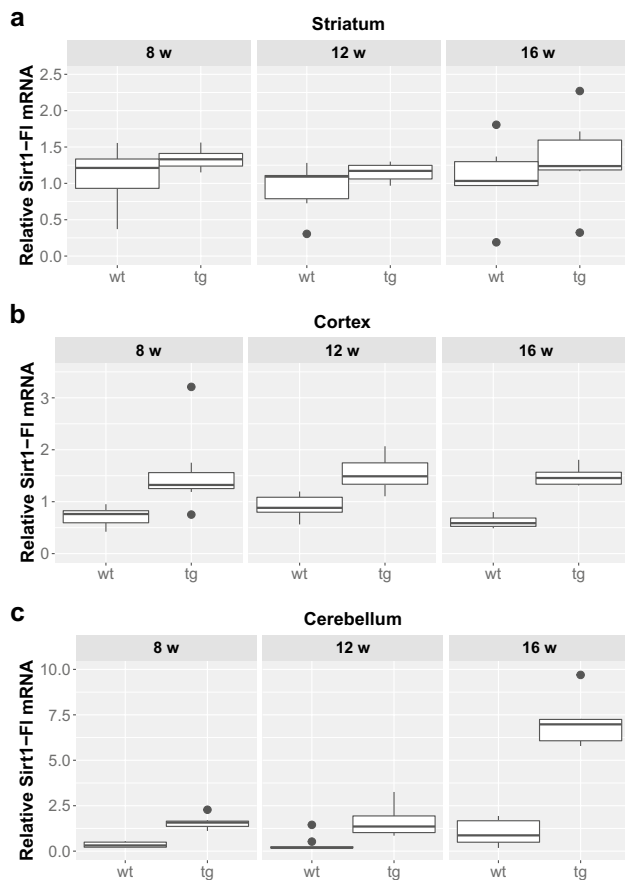 a
Striatum
8 w 12 w 16 w
Relative Sirt1−Fl mRNA
2.5
2.0
1.5
1.0
0.5
0.0
wt tg wt tg wt tg
b
Cortex
8 w 12 w 16 w
Relative Sirt1−Fl mRNA
3
2
1
0
wt tg wt tg wt tg
c
Cerebellum
8 w 12 w 16 w
Relative Sirt1−Fl mRNA
10.0
7.5
5.0
2.5
0.0
wt tg wt tg wt tg